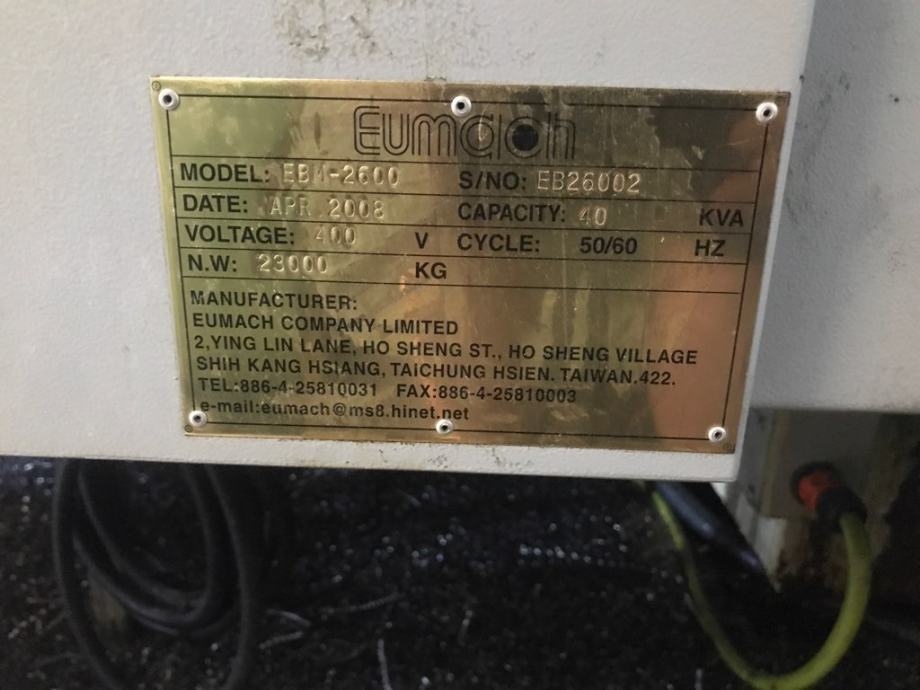 Eumach
MODEL: EBM-2600 S/NO: EB26002
DATE: APR 2008 CAPACITY: 40 KVA
VOLTAGE: 400 V CYCLE: 50/60 HZ
N.W: 23000 KG
MANUFACTURER:
EUMACH COMPANY LIMITED
2,YING LIN LANE, HO SHENG ST., HO SHENG VILLAGE
SHIH KANG HSIANG, TAICHUNG HSIEN. TAIWAN.422.
TEL:886-4-25810031 FAX:886-4-25810003
e-mail:eumach@ms8.hinet.net